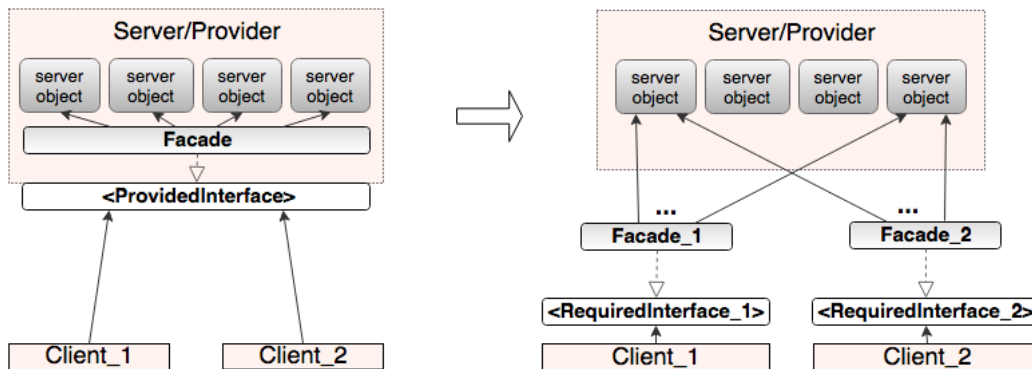 Server/Provider
server object
server object
server object
server object
Facade
<ProvidedInterface>
Client_1
Client_2
Server/Provider
server object
server object
server object
server object
...
...
Facade_1
Facade_2
<RequiredInterface_1>
<RequiredInterface_2>
Client_1
Client_2